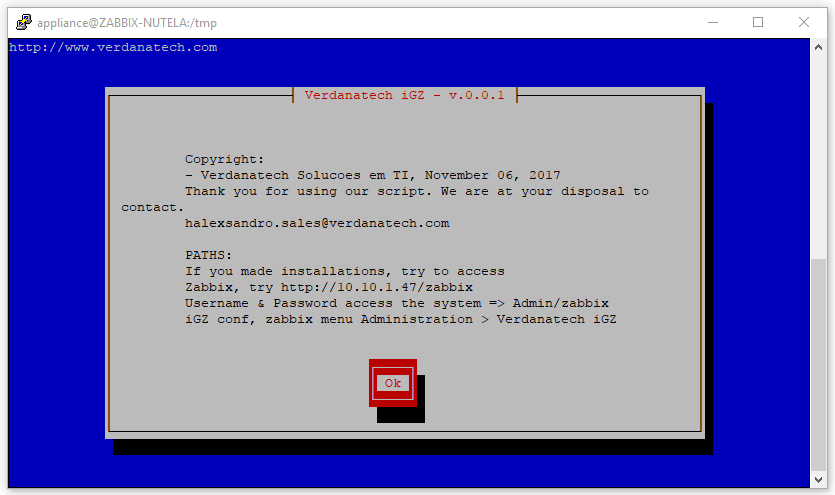 appliance@ZABBIX-NUTELA:/tmp
http://www.verdanatech.com
Verdanatech iGZ - v.0.0.1
Copyright:
- Verdanatech Solucoes em TI, November 06, 2017
Thank you for using our script. We are at your disposal to
contact.
halexsandro.sales@verdanatech.com
PATHS:
If you made installations, try to access
Zabbix, try http://10.10.1.47/zabbix
Username & Password access the system => Admin/zabbix
iGZ conf, zabbix menu Administration > Verdanatech iGZ
Ok